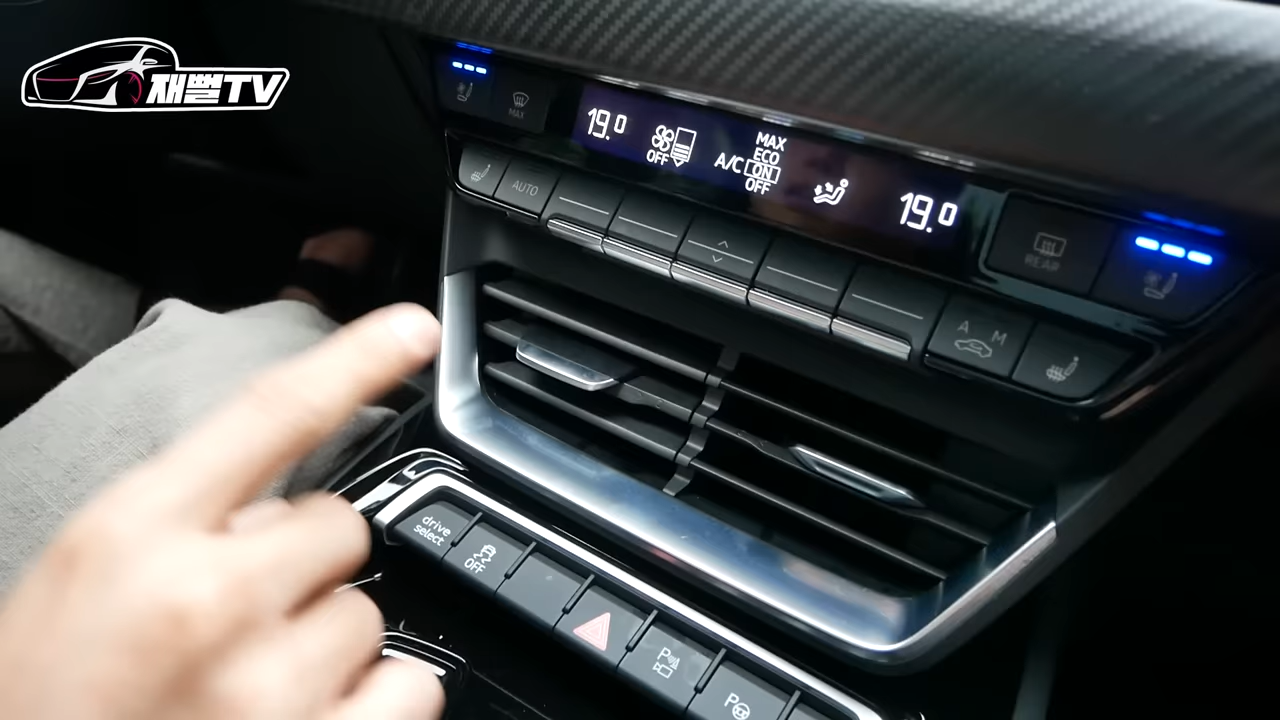 재뻘TV
MAX
19.0
OFF
A/C
MAX
ECO
ON
OFF
19.0
AUTO
REAR
A M
drive
select
OFF
P
P